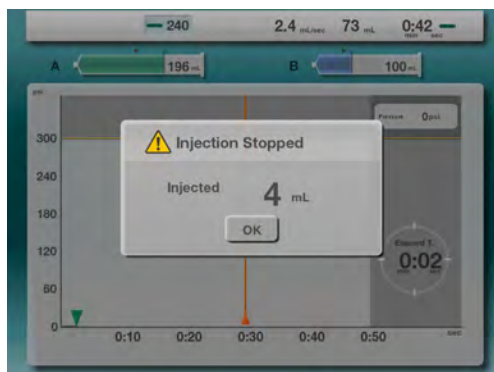 240 2.4 mL/sec 73 mL 0:42 min sec
A 196 mL B 100 mL
psi
Pressure 0psi
300
Injection Stopped
240
Injected 4 mL
180
OK
Elapsed T.
120
0:02
min sec
60
0
0:10 0:20 0:30 0:40 0:50 sec